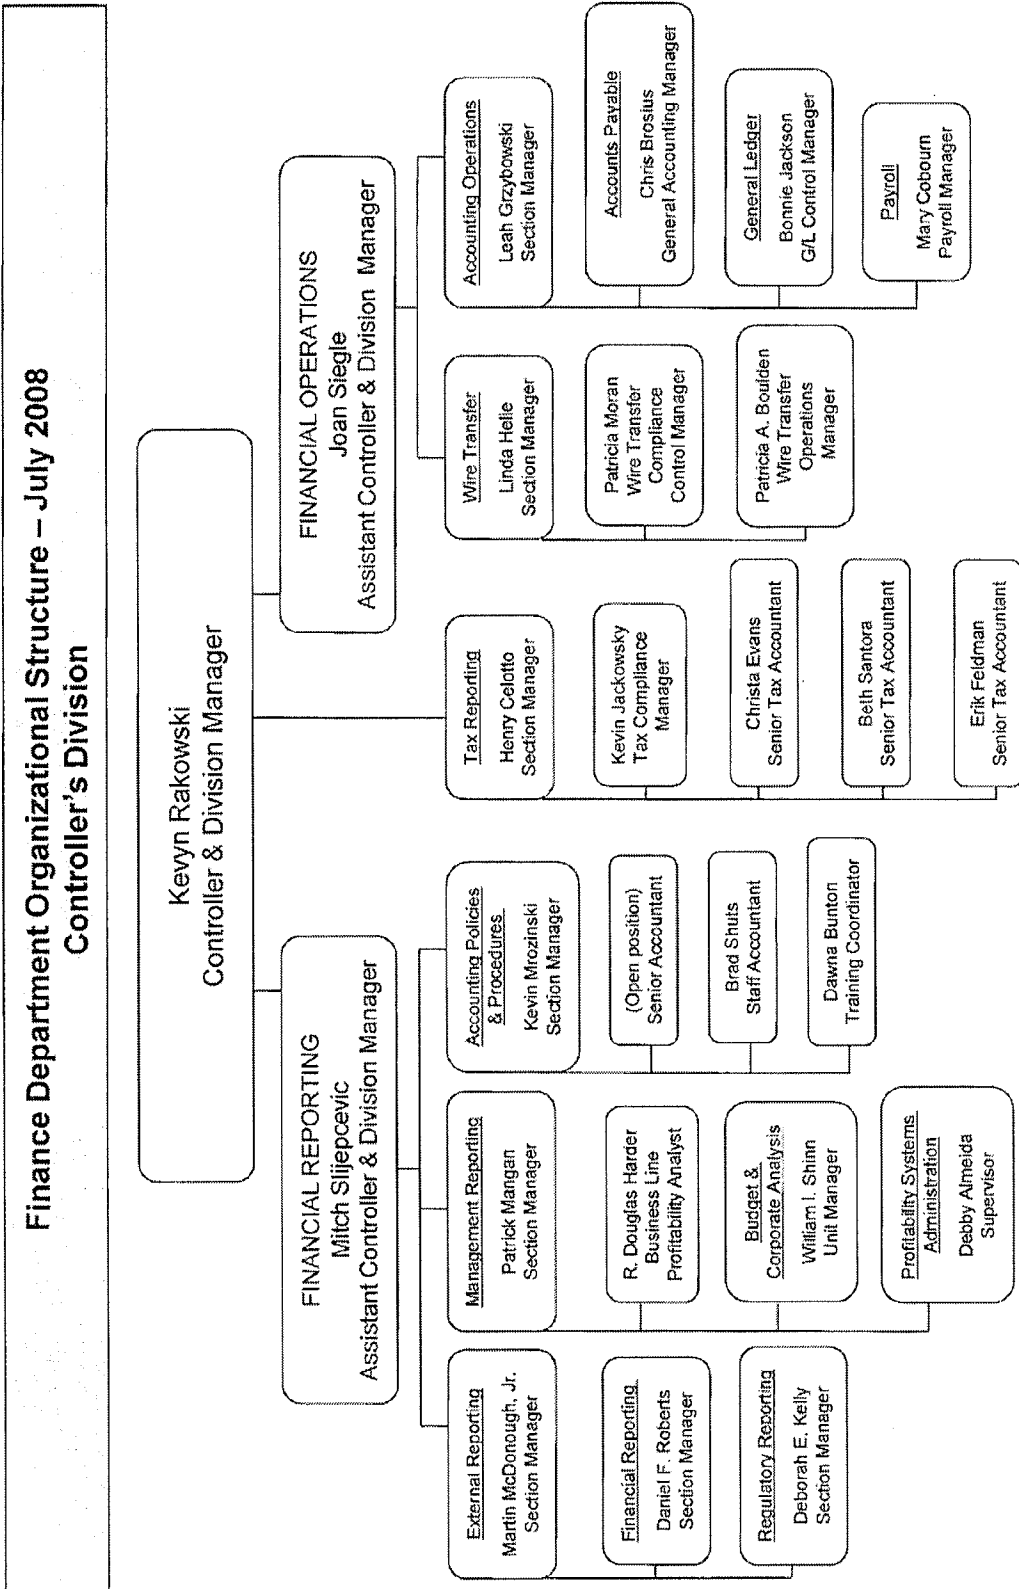 Finance Department Organizational Structure – July 2008
Controller's Division
Kevyn Rakowski
Controller & Division Manager
FINANCIAL REPORTING
Mitch Slijepcevic
Assistant Controller & Division Manager
External Reporting
Martin McDonough, Jr.
Section Manager
Financial Reporting
Daniel F. Roberts
Section Manager
Regulatory Reporting
Deborah E. Kelly
Section Manager
Management Reporting
Patrick Mangan
Section Manager
R. Douglas Harder
Business Line
Profitability Analyst
Budget &
Corporate Analysis
William I. Shinn
Unit Manager
Profitability Systems
Administration
Debby Almeida
Supervisor
Accounting Policies
& Procedures
Kevin Mrozinski
Section Manager
(Open position)
Senior Accountant
Brad Shuts
Staff Accountant
Dawna Bunton
Training Coordinator
Tax Reporting
Henry Celotto
Section Manager
Kevin Jackowsky
Tax Compliance
Manager
Christa Evans
Senior Tax Accountant
Beth Santora
Senior Tax Accountant
Erik Feldman
Senior Tax Accountant
FINANCIAL OPERATIONS
Joan Siegle
Assistant Controller & Division Manager
Wire Transfer
Linda Helie
Section Manager
Patricia Moran
Wire Transfer
Compliance
Control Manager
Patricia A. Boulden
Wire Transfer
Operations
Manager
Accounting Operations
Leah Grzybowski
Section Manager
Accounts Payable
Chris Brosius
General Accounting Manager
General Ledger
Bonnie Jackson
G/L Control Manager
Payroll
Mary Cobourn
Payroll Manager